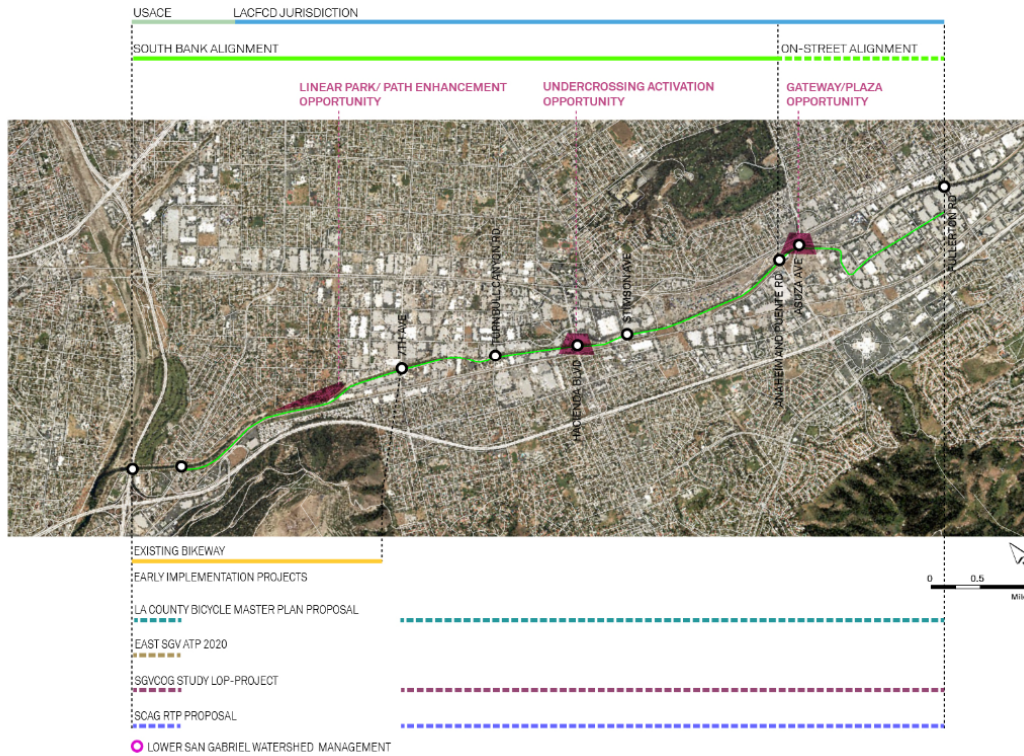 USACE
LACFCD JURISDICTION
SOUTH BANK ALIGNMENT
ON-STREET ALIGNMENT
LINEAR PARK/ PATH ENHANCEMENT
OPPORTUNITY
UNDERCROSSING ACTIVATION
OPPORTUNITY
GATEWAY/PLAZA
OPPORTUNITY
7TH AVE
TURNBULL CANYON RD
HACIENDA BLVD
STIMSON AVE
ANAHEIM AND PUENTE RD
ASUZA AVE
FULLERTON RD
EXISTING BIKEWAY
EARLY IMPLEMENTATION PROJECTS
0 0.5
LA COUNTY BICYCLE MASTER PLAN PROPOSAL
EAST SGV ATP 2020
SGVCOG STUDY LOP-PROJECT
SCAG RTP PROPOSAL
LOWER SAN GABRIEL WATERSHED MANAGEMENT